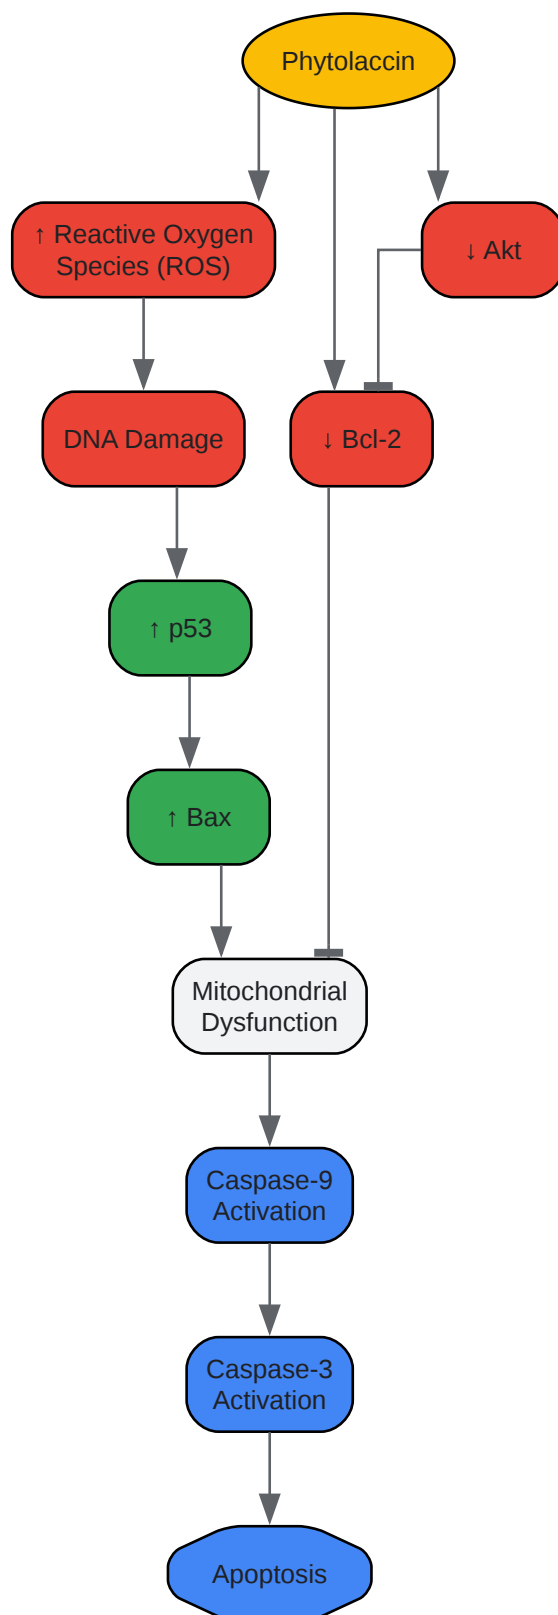 Phytolaccin
↑ Reactive Oxygen
Species (ROS)
↓ Akt
DNA Damage
↓ Bcl-2
↑ p53
↑ Bax
Mitochondrial
Dysfunction
Caspase-9
Activation
Caspase-3
Activation
Apoptosis